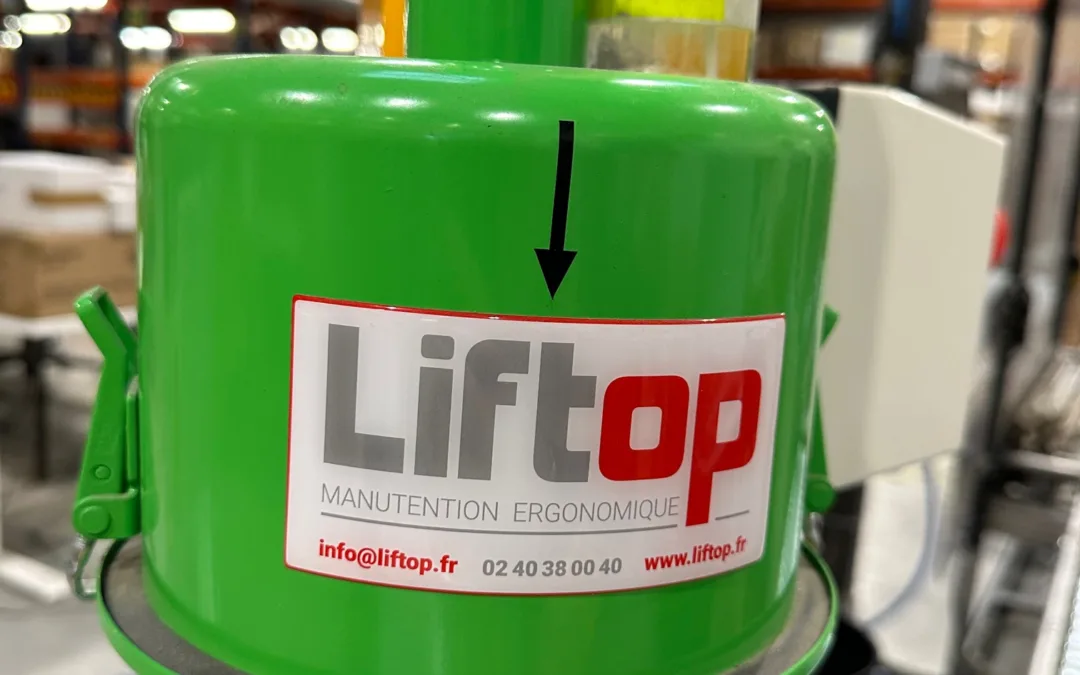 Liftop
MANUTENTION ERGONOMIQUE
info@liftop.fr 02 40 38 00 40 www.liftop.fr